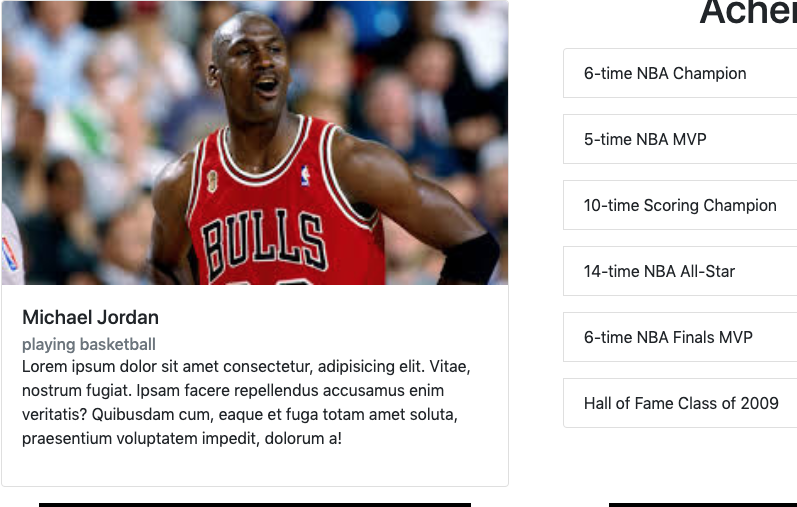 BULLS
Michael Jordan
playing basketball
Lorem ipsum dolor sit amet consectetur, adipisicing elit. Vitae,
nostrum fugiat. Ipsam facere repellendus accusamus enim
veritatis? Quibusdam cum, eaque et fuga totam amet soluta,
praesentium voluptatem impedit, dolorum a!
Acher
6-time NBA Champion
5-time NBA MVP
10-time Scoring Champion
14-time NBA All-Star
6-time NBA Finals MVP
Hall of Fame Class of 2009